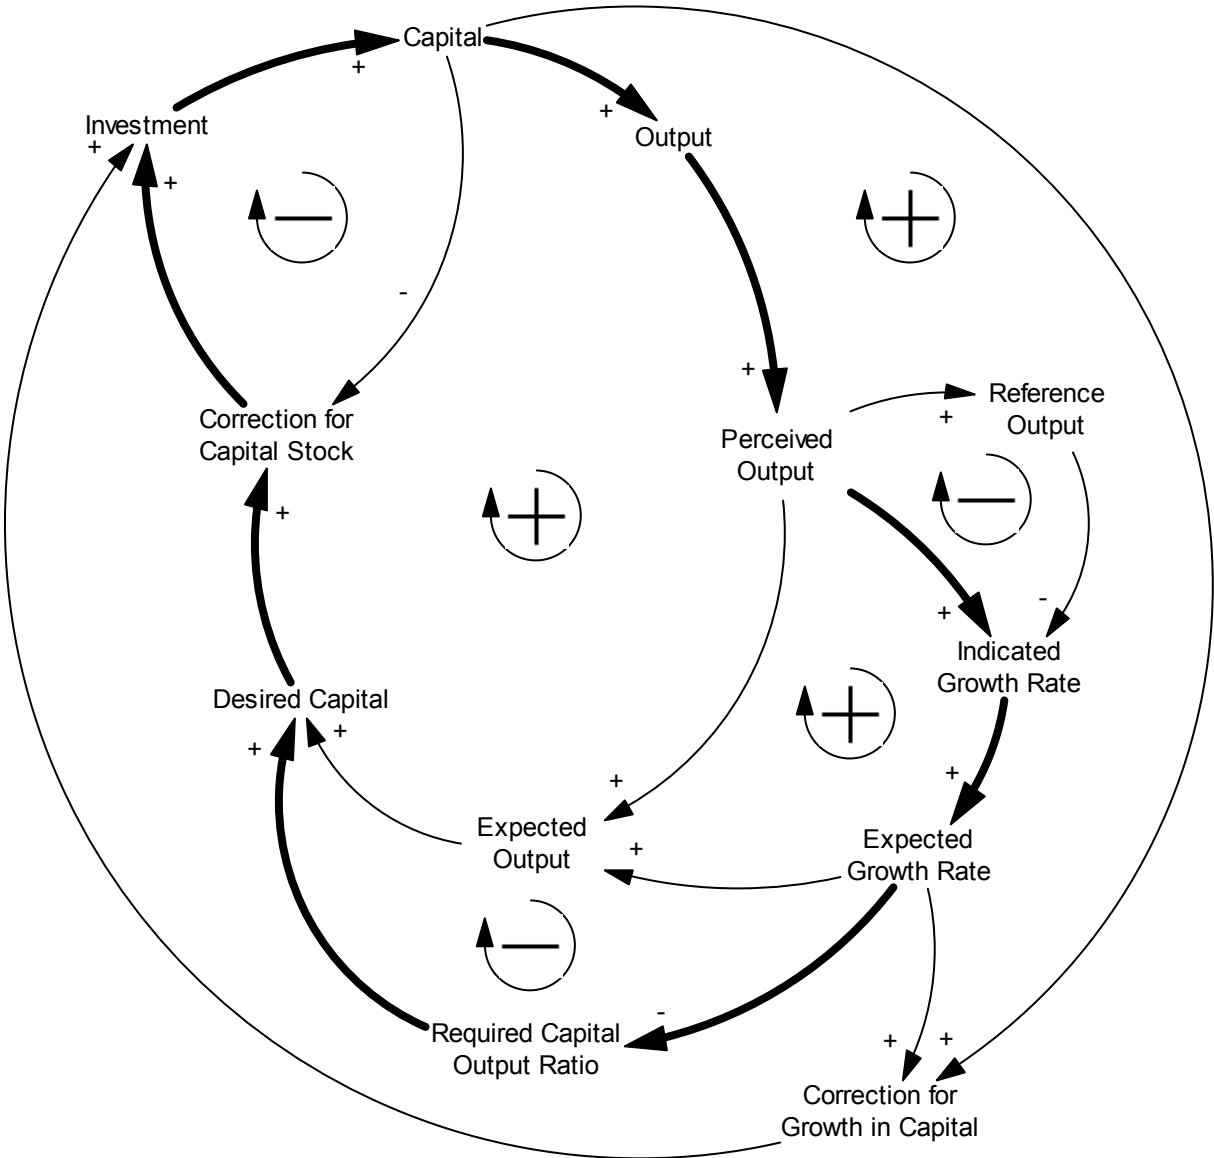 Capital
+
+
Investment
+
Output
+
+
-
+
Reference
Output
+
Correction for
Capital Stock
Perceived
Output
+
-
+
Indicated
Growth Rate
Desired Capital
+
+
+
+
Expected
Output
+
Expected
Growth Rate
-
Required Capital
Output Ratio
+
+
Correction for
Growth in Capital